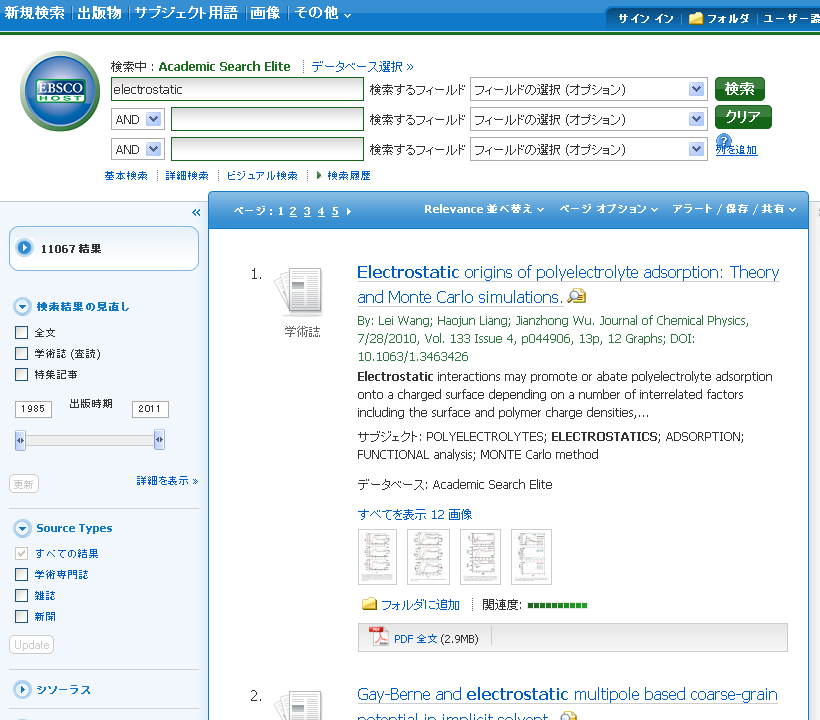 新規検索 出版物 サブジェクト用語 画像 その他
サイン イン フォルダ ユーザー設
EBSCO
HOST
検索中 : Academic Search Elite データベース選択 »
electrostatic 検索するフィールド フィールドの選択 (オプション) 検索
AND 検索するフィールド フィールドの選択 (オプション) クリア
AND 検索するフィールド フィールドの選択 (オプション) ? 列を追加
基本検索 詳細検索 ビジュアル検索 検索履歴
«
ページ : 1 2 3 4 5 Relevance 並べ替え ページ オプション アラート / 保存 / 共有
11067 結果
検索結果の見直し
全文
学術誌 (査読)
特集記事
1985 出版時期 2011
更新 詳細を表示 »
Source Types
すべての結果
学術専門誌
雑誌
新聞
Update
シソーラス
1. Electrostatic origins of polyelectrolyte adsorption: Theory
and Monte Carlo simulations.
学術誌
By: Lei Wang; Haojun Liang; Jianzhong Wu. Journal of Chemical Physics,
7/28/2010, Vol. 133 Issue 4, p044906, 13p, 12 Graphs; DOI:
10.1063/1.3463426
Electrostatic interactions may promote or abate polyelectrolyte adsorption
onto a charged surface depending on a number of interrelated factors
including the surface and polymer charge densities,...
サブジェクト: POLYELECTROLYTES; ELECTROSTATICS; ADSORPTION;
FUNCTIONAL analysis; MONTE Carlo method
データベース: Academic Search Elite
すべてを表示 12 画像
フォルダに追加 関連度:
PDF 全文 (2.9MB)
2. Gay-Berne and electrostatic multipole based coarse-grain
potential in implicit solvent.